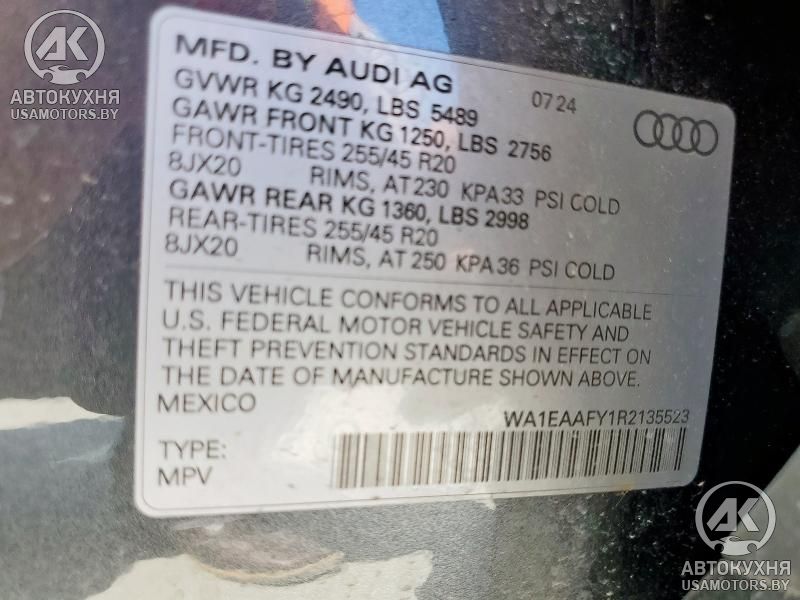 AK
АВТОКУХНЯ
USAMOTORS.BY
MFD. BY AUDI AG
07 24
GVWR KG 2490, LBS 5489
GAWR FRONT KG 1250, LBS 2756
FRONT-TIRES 255/45 R20
8JX20 RIMS, AT 230 KPA 33 PSI COLD
GAWR REAR KG 1360, LBS 2998
REAR-TIRES 255/45 R20
8JX20 RIMS, AT 250 KPA 36 PSI COLD
THIS VEHICLE CONFORMS TO ALL APPLICABLE
U.S. FEDERAL MOTOR VEHICLE SAFETY AND
THEFT PREVENTION STANDARDS IN EFFECT ON
THE DATE OF MANUFACTURE SHOWN ABOVE.
MEXICO
WA1EAAFY1R2135523
TYPE:
MPV
AK
АВТОКУХНЯ
USAMOTORS.BY